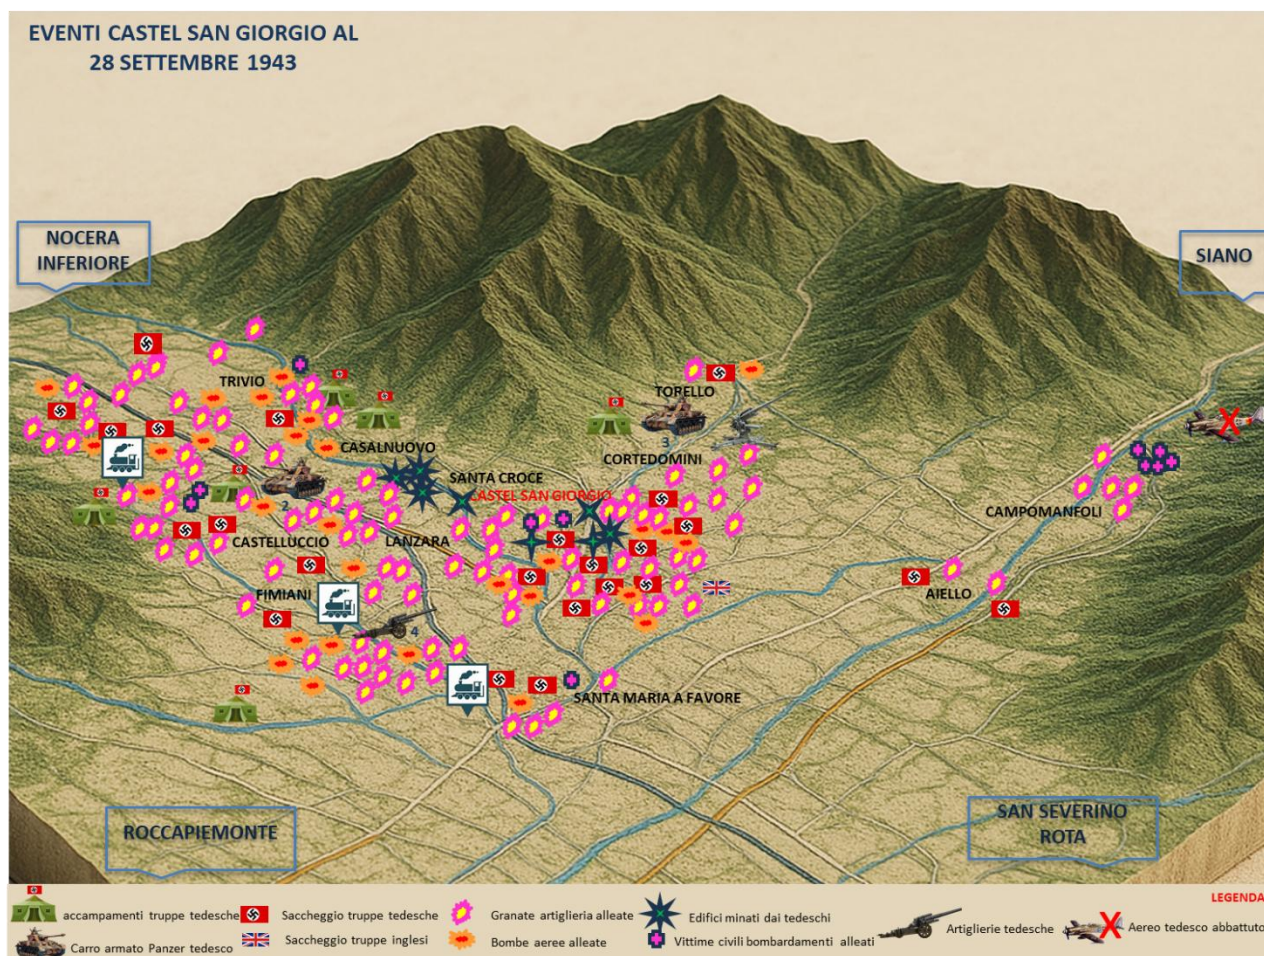 EVENTI CASTEL SAN GIORGIO AL
28 SETTEMBRE 1943
NOCERA
INFERIORE
SIANO
TRIVIO
TORELLO
3
CASALNUOVO
CORTEDOMINI
SANTA CROCE
CASTEL SAN GIORGIO
2
CAMPOMANFOLI
CASTELLUCCIO
LANZARA
FIMIANI
AIELLO
4
SANTA MARIA A FAVORE
ROCCAPIEMONTE
SAN SEVERINO
ROTA
LEGENDA
accampamenti truppe tedesche
Saccheggio truppe tedesche
Granate artiglieria alleate
Edifici minati dai tedeschi
Artiglierie tedesche
Aereo tedesco abbattuto
Carro armato Panzer tedesco
Saccheggio truppe inglesi
Bombe aeree alleate
Vittime civili bombardamenti alleati